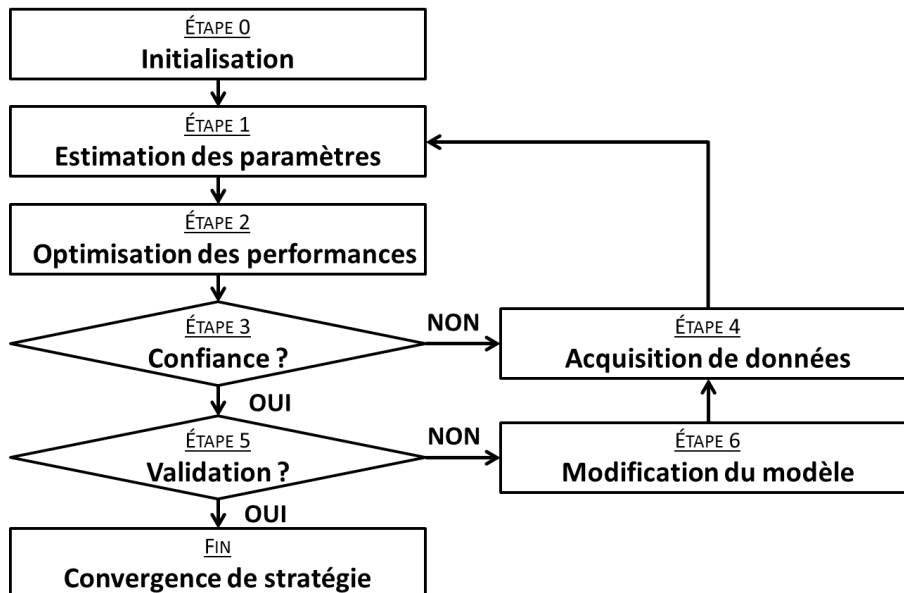 ÉTAPE 0
Initialisation
ÉTAPE 1
Estimation des paramètres
ÉTAPE 2
Optimisation des performances
ÉTAPE 3
Confiance ?
NON
ÉTAPE 4
Acquisition de données
OUI
ÉTAPE 5
Validation ?
NON
ÉTAPE 6
Modification du modèle
OUI
FIN
Convergence de stratégie